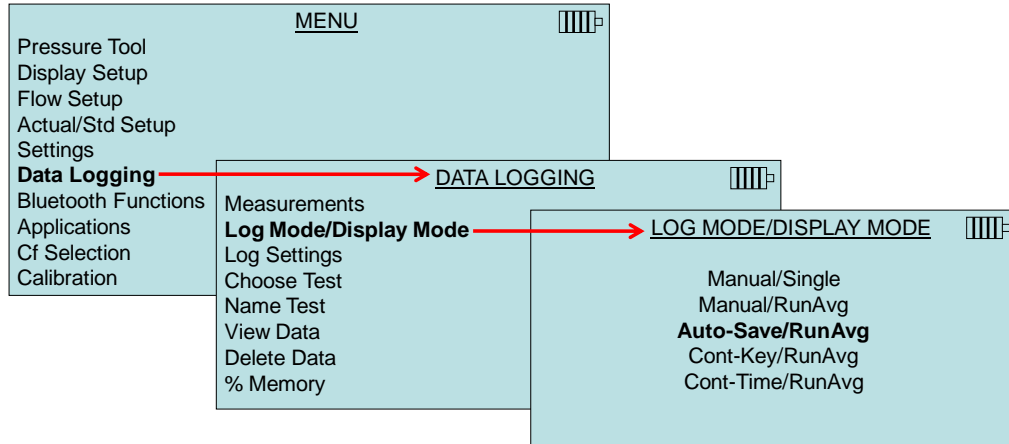 MENU
Pressure Tool
Display Setup
Flow Setup
Actual/Std Setup
Settings
Data Logging
Bluetooth Functions
Applications
Cf Selection
Calibration
DATA LOGGING
Measurements
Log Mode/Display Mode
Log Settings
Choose Test
Name Test
View Data
Delete Data
% Memory
LOG MODE/DISPLAY MODE
Manual/Single
Manual/RunAvg
Auto-Save/RunAvg
Cont-Key/RunAvg
Cont-Time/RunAvg